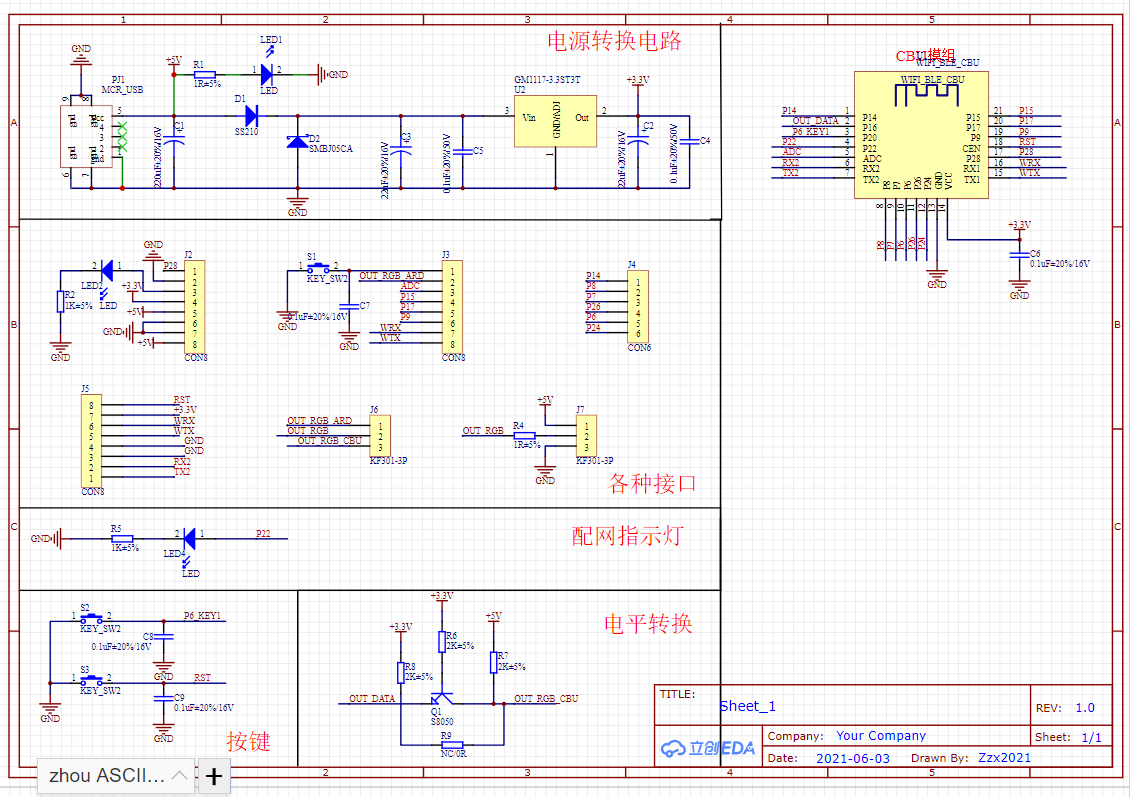 1 2 3 4 5
A
B
C
电源转换电路
GND
PJ1
MCR_USB
+5V
R1
1R±5%
LED1
LED
GND
D1
SS210
D2
SMBJ05CA
220uF±20%/16V
C3
22uF±20%/16V
C5
0.1uF±20%/50V
GND
GM1117-3.3ST3T
U2
Vin
GND/ADJ
Out
3
2
1
+3.3V
C2
22uF±20%/16V
C4
0.1uF±20%/50V
CBU模组
WIFI_BLE_CBU
WIFI_BLE_CBU
P14 1 P14 P15 21 P15
OUT_DATA 2 P16 P17 20 P17
P6_KEY1 3 P20 P9 19 P9
P22 4 P22 CEN 18 RST
ADC 5 ADC P28 17 P28
RX2 6 RX2 RX1 16 WRX
TX2 7 TX2 TX1 15 WTX
P8 P7 P6 P26 P24 GND VCC
8 9 10 11 12 13 14
P8 P7 P6 P26 P24
GND
+3.3V
C6
0.1uF±20%/16V
GND
R2
1K±5%
GND
2 1
LED2
LED
GND
P28
+3.3V
+5V
GND
+5V
J2
1
2
3
4
5
6
7
8
CON8
S1
1 2
KEY_SW2
GND
C7
0.1uF±20%/16V
GND
OUT_RGB_ARD
ADC
P15
P17
P9
WRX
WTX
J3
1
2
3
4
5
6
7
8
CON8
J4
P14 1
P8 2
P7 3
P26 4
P6 5
P24 6
CON6
J5
8 RST
7 +3.3V
6 WRX
5 WTX
4 GND
3 GND
2 RX2
1 TX2
CON8
J6
OUT_RGB_ARD 1
OUT_RGB 2
OUT_RGB_CBU 3
KF301-3P
+5V
OUT_RGB
R4
1R±5%
GND
J7
1
2
3
KF301-3P
各种接口
配网指示灯
GND
R5
1K±5%
2 1
LED4
LED
P22
S2
1 2
KEY_SW2
P6_KEY1
C8
0.1uF±20%/16V
GND
S3
1 2
KEY_SW2
RST
C9
0.1uF±20%/16V
GND
GND
按键
电平转换
+3.3V
+3.3V
+5V
R6
2K±5%
R7
2K±5%
R8
2K±5%
OUT_DATA
Q1
S8050
OUT_RGB_CBU
R9
NC/0R
TITLE:
Sheet_1
REV: 1.0
立创EDA
Company: Your Company
Sheet: 1/1
Date: 2021-06-03
Drawn By: Zzx2021
2 3 4 5
zhou ASCII...
+